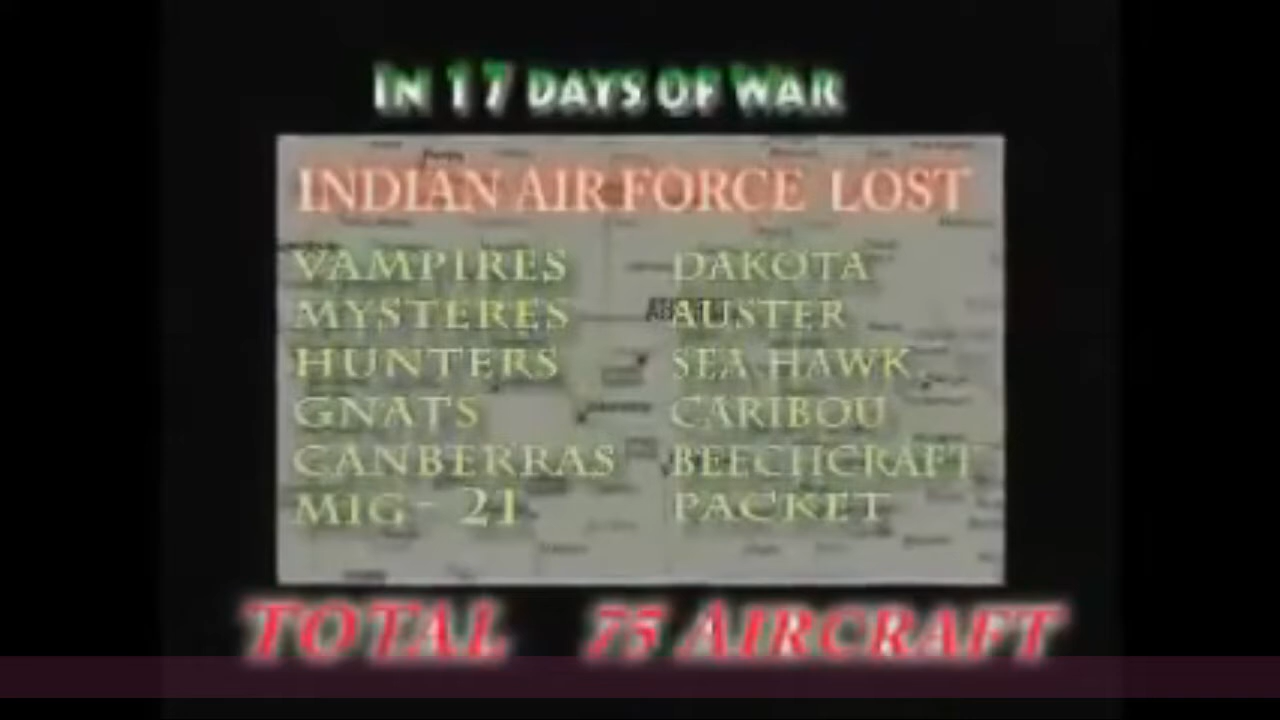 IN 17 DAYS OF WAR
INDIAN AIR FORCE LOST
VAMPIRES DAKOTA
MYSTERES AUSTER
HUNTERS SEA HAWK
GNATS CARIBOU
CANBERRAS BEECHCRAFT
MIG-21 PACKET
TOTAL 75 AIRCRAFT